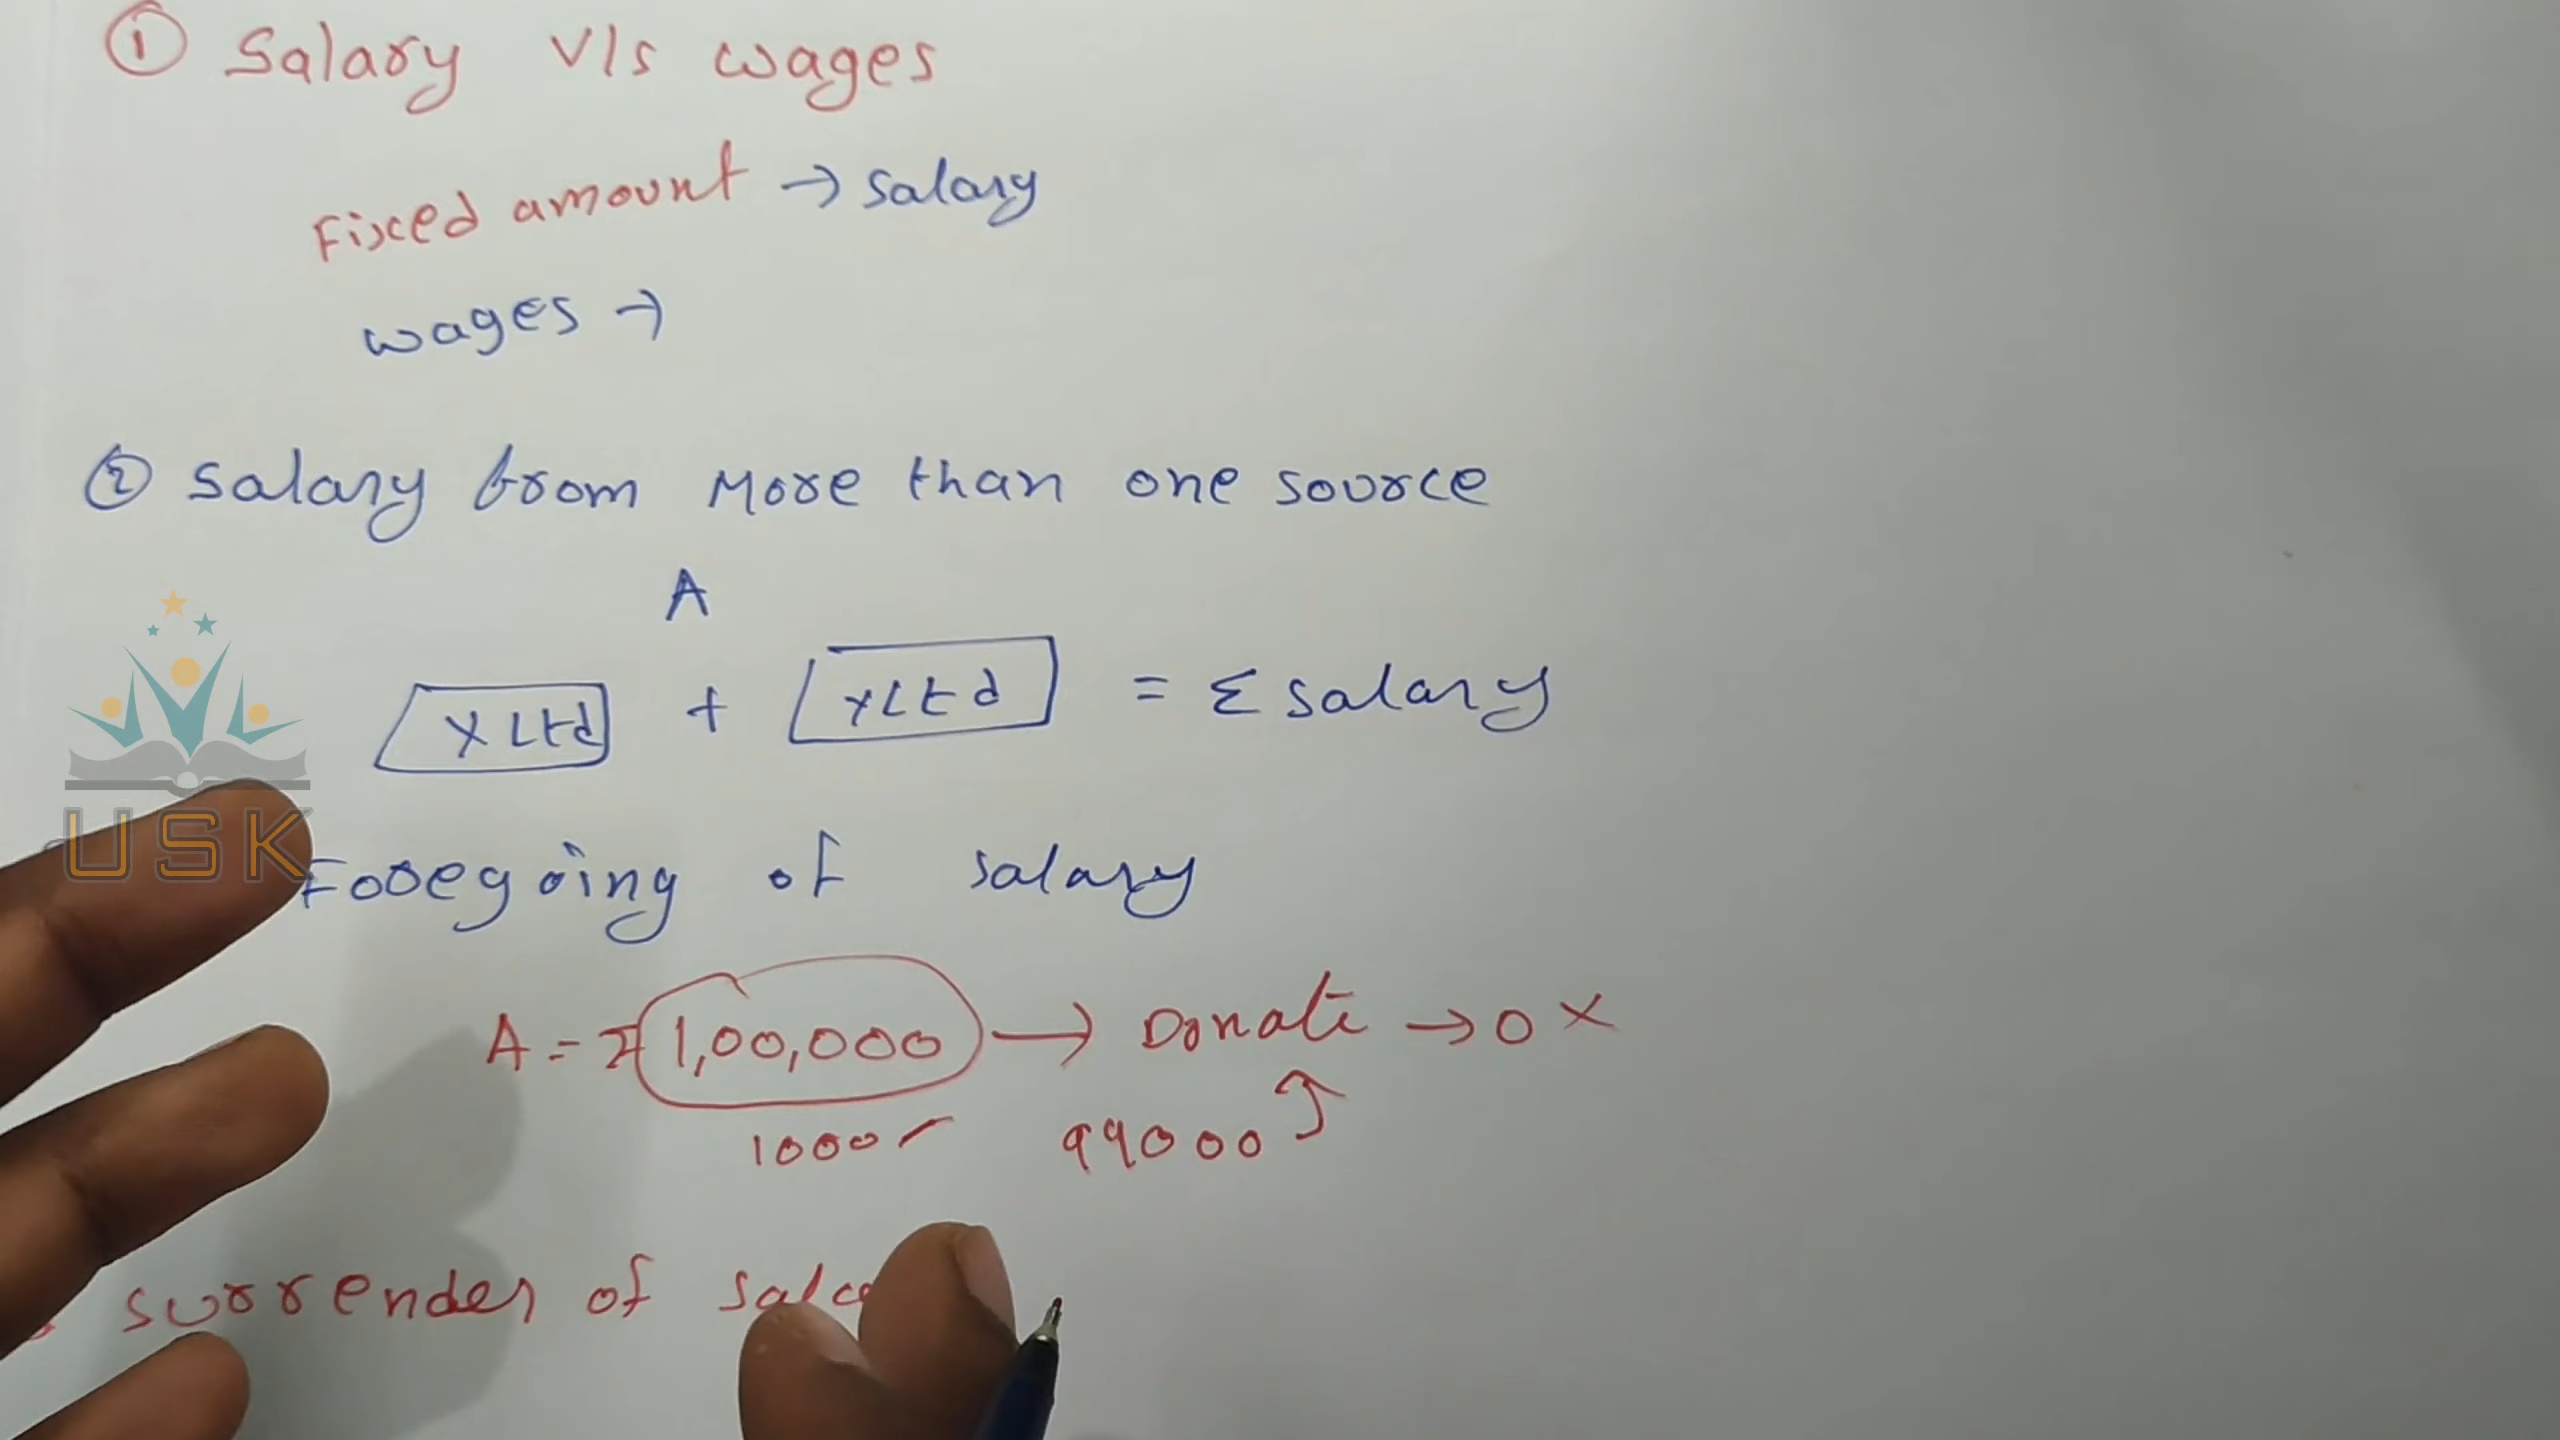 ① Salary V/s wages
Fixed amount → salary
wages →
② Salary from More than one source
A
X Ltd + Y Ltd = Σ salary
USK
Foregoing of salary
A = ₹ 1,00,000 → Donate → 0 ×
1000 99000
surrender of